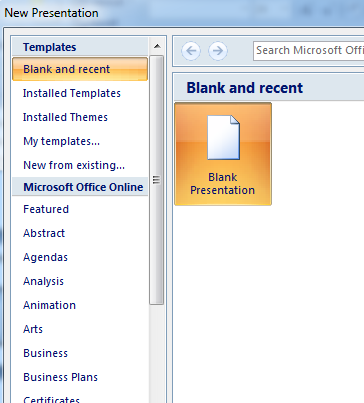 New Presentation
Templates
Blank and recent
Installed Templates
Installed Themes
My templates...
New from existing...
Microsoft Office Online
Featured
Abstract
Agendas
Analysis
Animation
Arts
Business
Business Plans
Certificates
Search Microsoft Offi
Blank and recent
Blank
Presentation